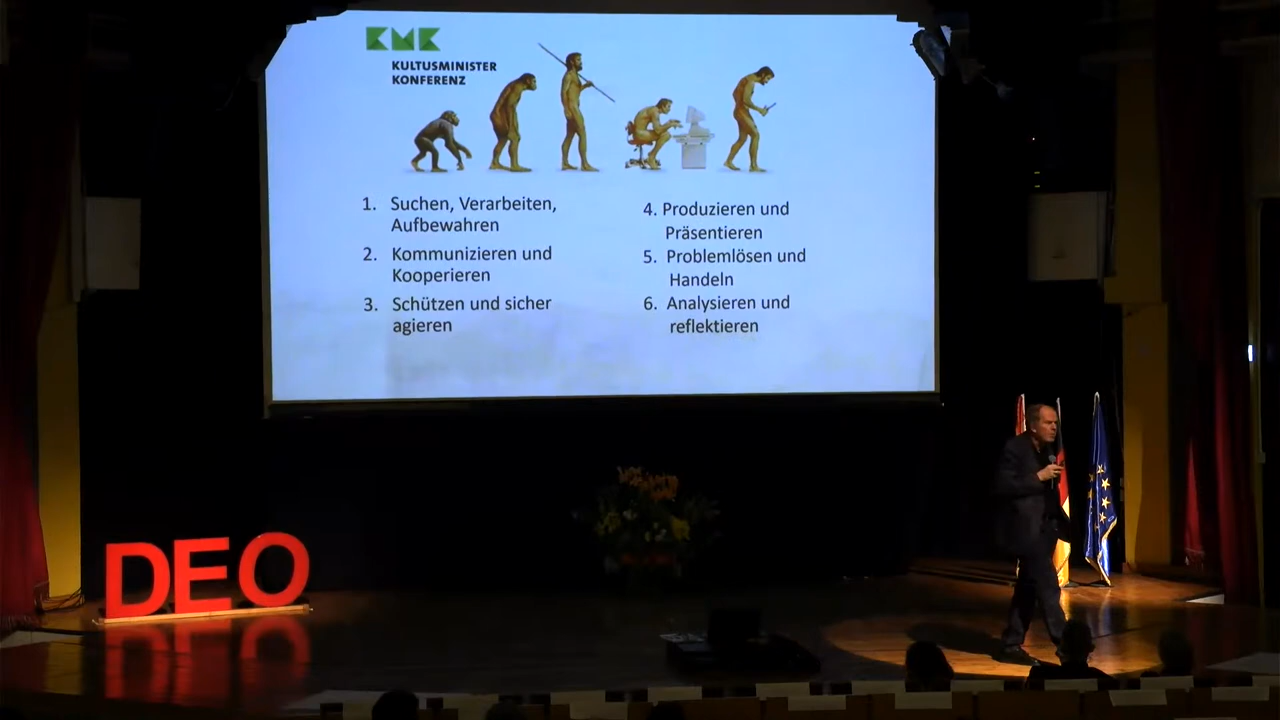 KMK
KULTUSMINISTER
KONFERENZ
1. Suchen, Verarbeiten,
Aufbewahren
2. Kommunizieren und
Kooperieren
3. Schützen und sicher
agieren
4. Produzieren und
Präsentieren
5. Problemlösen und
Handeln
6. Analysieren und
reflektieren
DEO